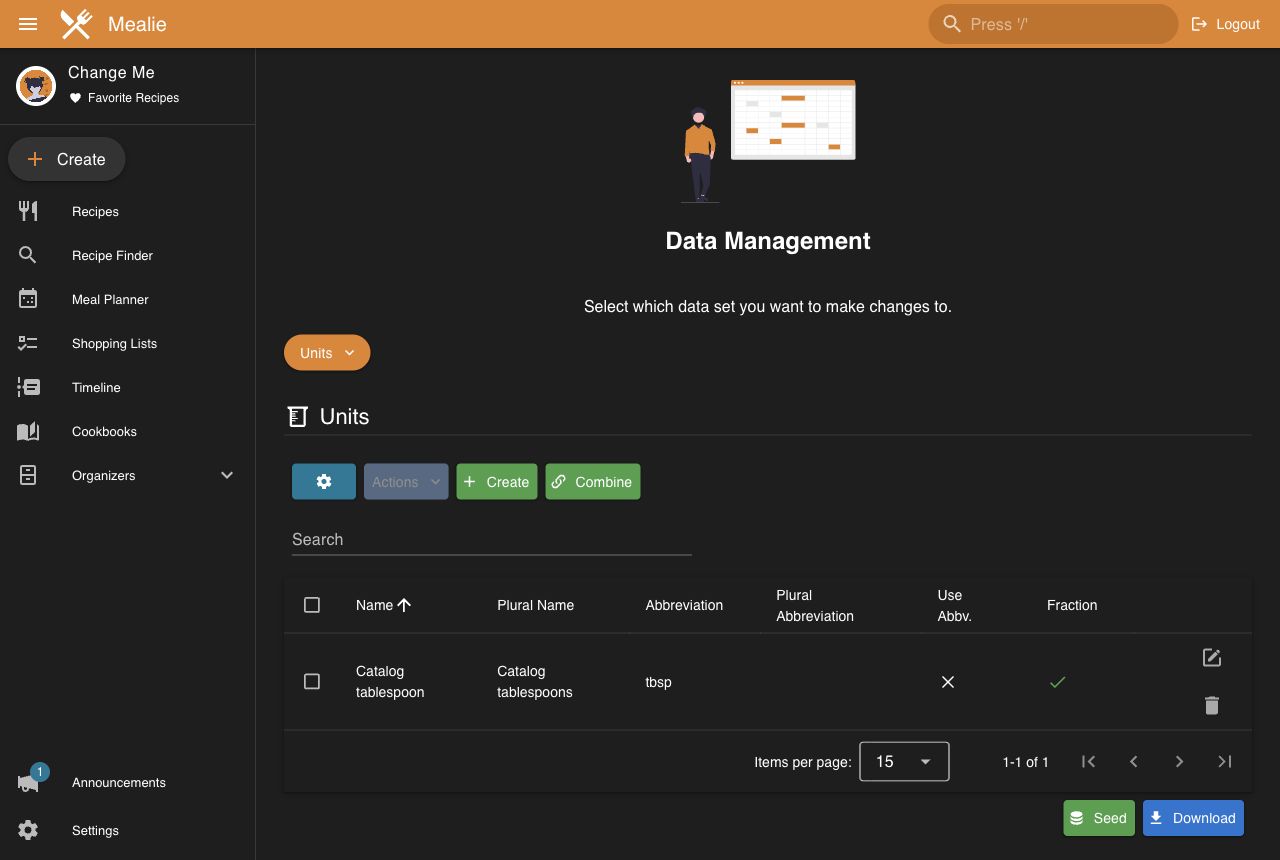 Mealie
Press '/'
Logout
Change Me
Favorite Recipes
Create
Recipes
Recipe Finder
Meal Planner
Shopping Lists
Timeline
Cookbooks
Organizers
1
Announcements
Settings
Data Management
Select which data set you want to make changes to.
Units
Units
Actions
Create
Combine
Search
Name
Plural Name
Abbreviation
Plural
Abbreviation
Use
Abbv.
Fraction
Catalog
tablespoon
Catalog
tablespoons
tbsp
Items per page:
15
1-1 of 1
Seed
Download